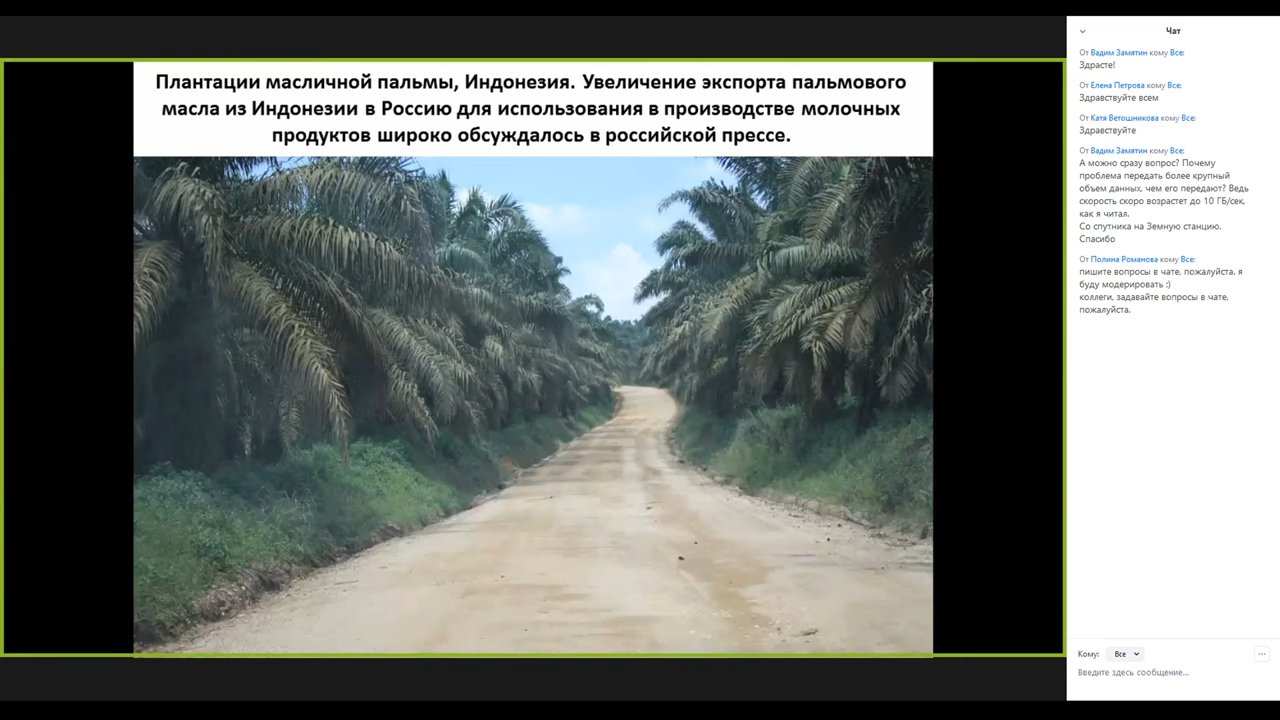 Плантации масличной пальмы, Индонезия. Увеличение экспорта пальмового
масла из Индонезии в Россию для использования в производстве молочных
продуктов широко обсуждалось в российской прессе.
Чат
От Вадим Замятин кому Все:
Здрасте!
От Елена Петрова кому Все:
Здравствуйте всем
От Катя Ветошникова кому Все:
Здравствуйте
От Вадим Замятин кому Все:
А можно сразу вопрос? Почему
проблема передать более крупный
объем данных, чем его передают? Ведь
скорость скоро возрастет до 10 ГБ/сек,
как я читал.
Со спутника на Земную станцию.
Спасибо
От Полина Романова кому Все:
пишите вопросы в чате, пожалуйста. я
буду модерировать :)
коллеги, задавайте вопросы в чате,
пожалуйста.
Кому: Все
Введите здесь сообщение...